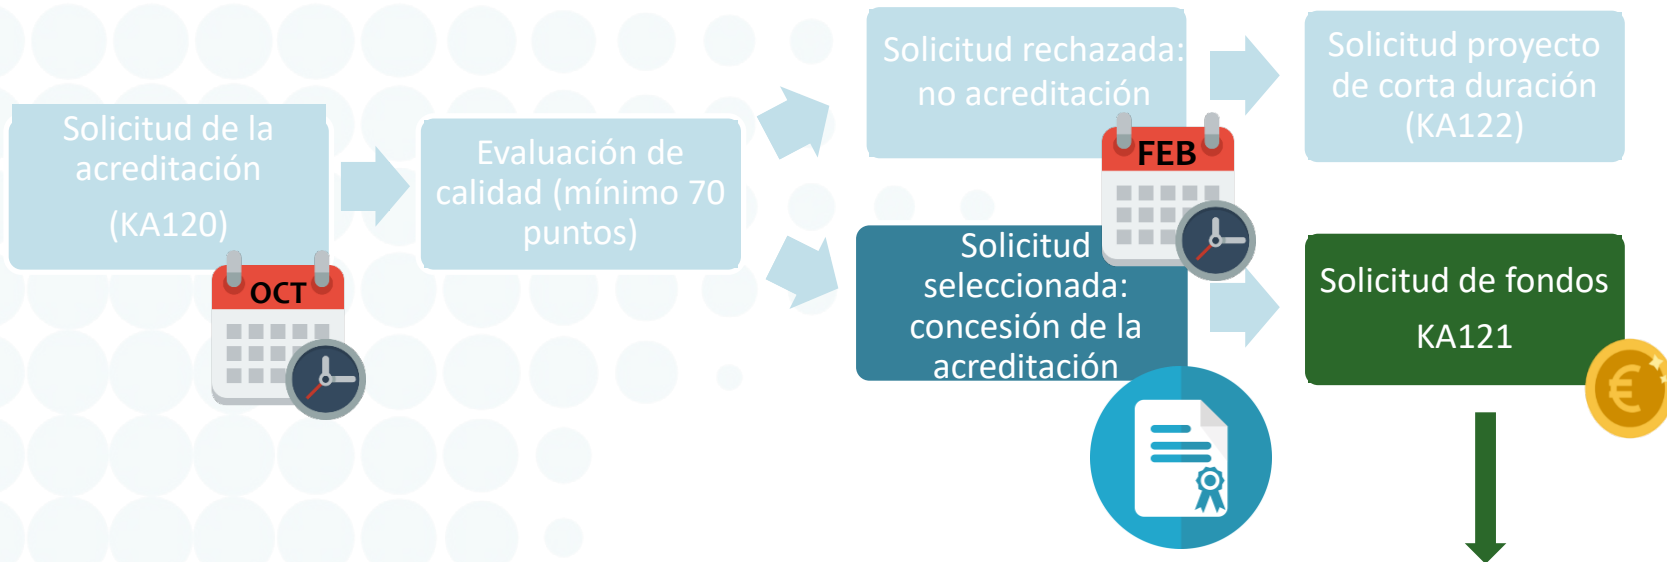 Solicitud de la
acreditación
(KA120)
OCT
Evaluación de
calidad (mínimo 70
puntos)
Solicitud rechazada:
no acreditación
FEB
Solicitud proyecto
de corta duración
(KA122)
Solicitud
seleccionada:
concesión de la
acreditación
Solicitud de fondos
KA121
€